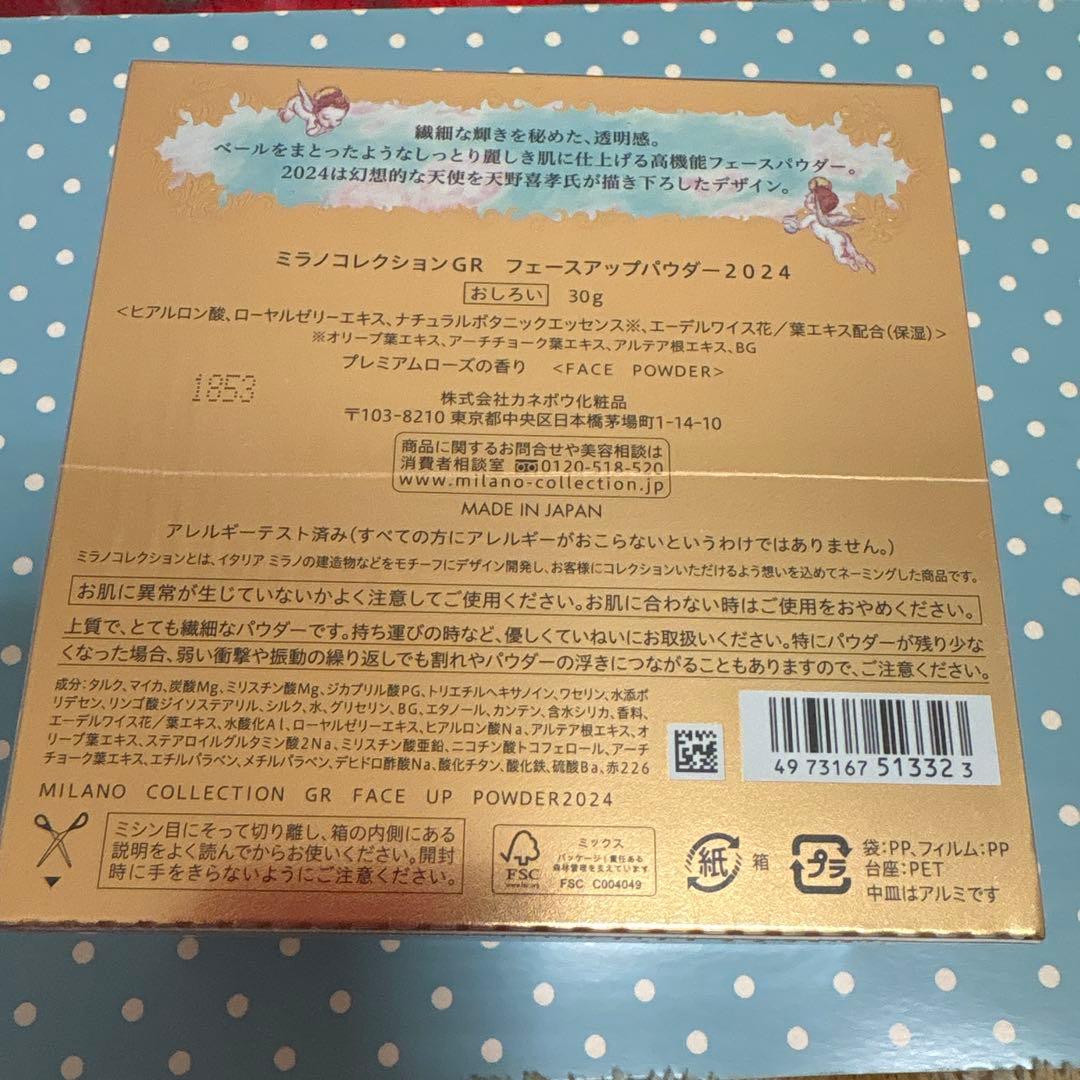 繊細な輝きを秘めた、透明感。
ベールをまとったようなしっとり麗しき肌に仕上げる高機能フェースパウダー。
2024は幻想的な天使を天野喜孝氏が描き下ろしたデザイン。
ミラノコレクションGR フェースアップパウダー2024
おしろい 30g
<ヒアルロン酸、ローヤルゼリーエキス、ナチュラルボタニックエッセンス※、エーデルワイス花／葉エキス配合(保湿)>
※オリーブ葉エキス、アーチチョーク葉エキス、アルテア根エキス、BG
プレミアムローズの香り <FACE POWDER>
1853
株式会社カネボウ化粧品
〒103-8210 東京都中央区日本橋茅場町1-14-10
商品に関するお問合せや美容相談は
消費者相談室 0120-518-520
www.milano-collection.jp
MADE IN JAPAN
アレルギーテスト済み(すべての方にアレルギーがおこらないというわけではありません。)
ミラノコレクションとは、イタリア ミラノの建造物などをモチーフにデザイン開発し、お客様にコレクションいただけるよう想いを込めてネーミングした商品です。
お肌に異常が生じていないかよく注意してご使用ください。お肌に合わない時はご使用をおやめください。
上質で、とても繊細なパウダーです。持ち運びの時など、優しくていねいにお取扱いください。特にパウダーが残り少な
くなった場合、弱い衝撃や振動の繰り返しでも割れやパウダーの浮きにつながることもありますので、ご注意ください。
成分：タルク、マイカ、炭酸Mg、ミリスチン酸Mg、ジカプリル酸PG、トリエチルヘキサノイン、ワセリン、水添ポ
リデセン、リンゴ酸ジイソステアリル、シルク、水、グリセリン、BG、エタノール、カンテン、含水シリカ、香料、
エーデルワイス花／葉エキス、水酸化Al、ローヤルゼリーエキス、ヒアルロン酸Na、アルテア根エキス、オ
リーブ葉エキス、ステアロイルグルタミン酸2Na、ミリスチン酸亜鉛、ニコチン酸トコフェロール、アーチ
チョーク葉エキス、エチルパラベン、メチルパラベン、デヒドロ酢酸Na、酸化チタン、酸化鉄、硫酸Ba、赤226
4973167513323
MILANO COLLECTION GR FACE UP POWDER2024
ミシン目にそって切り離し、箱の内側にある
説明をよく読んでからお使いください。開封
時に手をきらないようにご注意ください。
FSC
www.fsc.org
ミックス
パッケージ｜責任ある
森林管理を支えています
FSC C004049
紙 箱
プラ
袋：PP、フィルム：PP
台座：PET
中皿はアルミです